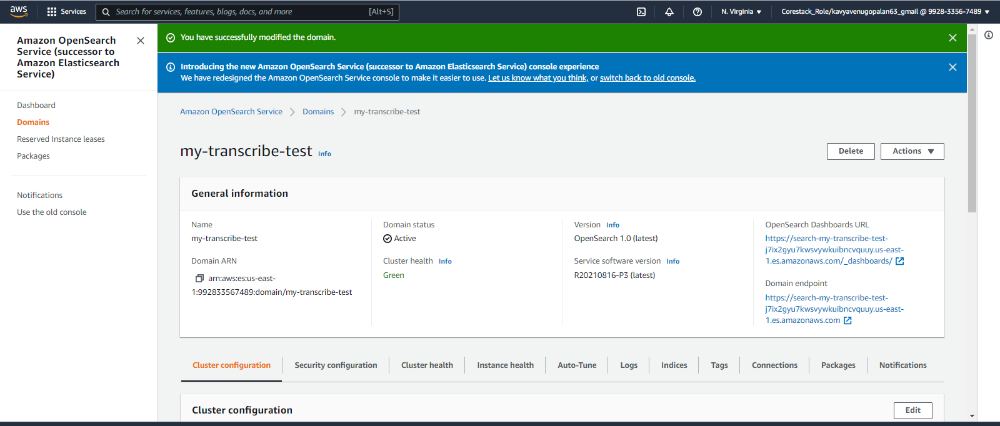 aws
Services
Search for services, features, blogs, docs, and more
[Alt+S]
N. Virginia ▼
Corestack_Role/kavyavenugopalan63_gmail @ 9928-3356-7489 ▼
Amazon OpenSearch
Service (successor to
Amazon Elasticsearch
Service)
Dashboard
Domains
Reserved Instance leases
Packages
Notifications
Use the old console
You have successfully modified the domain.
Introducing the new Amazon OpenSearch Service (successor to Amazon Elasticsearch Service) console experience
We have redesigned the Amazon OpenSearch Service console to make it easier to use. Let us know what you think, or switch back to old console.
Amazon OpenSearch Service > Domains > my-transcribe-test
my-transcribe-test Info
Delete
Actions ▼
General information
Name
my-transcribe-test
Domain ARN
arn:aws:es:us-east-
1:992833567489:domain/my-transcribe-test
Domain status
Active
Cluster health Info
Green
Version Info
OpenSearch 1.0 (latest)
Service software version Info
R20210816-P3 (latest)
OpenSearch Dashboards URL
https://search-my-transcribe-test-
j7ix2gyu7kwsvywkuibncvquuy.us-east-
1.es.amazonaws.com/_dashboards/
Domain endpoint
https://search-my-transcribe-test-
j7ix2gyu7kwsvywkuibncvquuy.us-east-
1.es.amazonaws.com
Cluster configuration
Security configuration
Cluster health
Instance health
Auto-Tune
Logs
Indices
Tags
Connections
Packages
Notifications
Cluster configuration
Edit